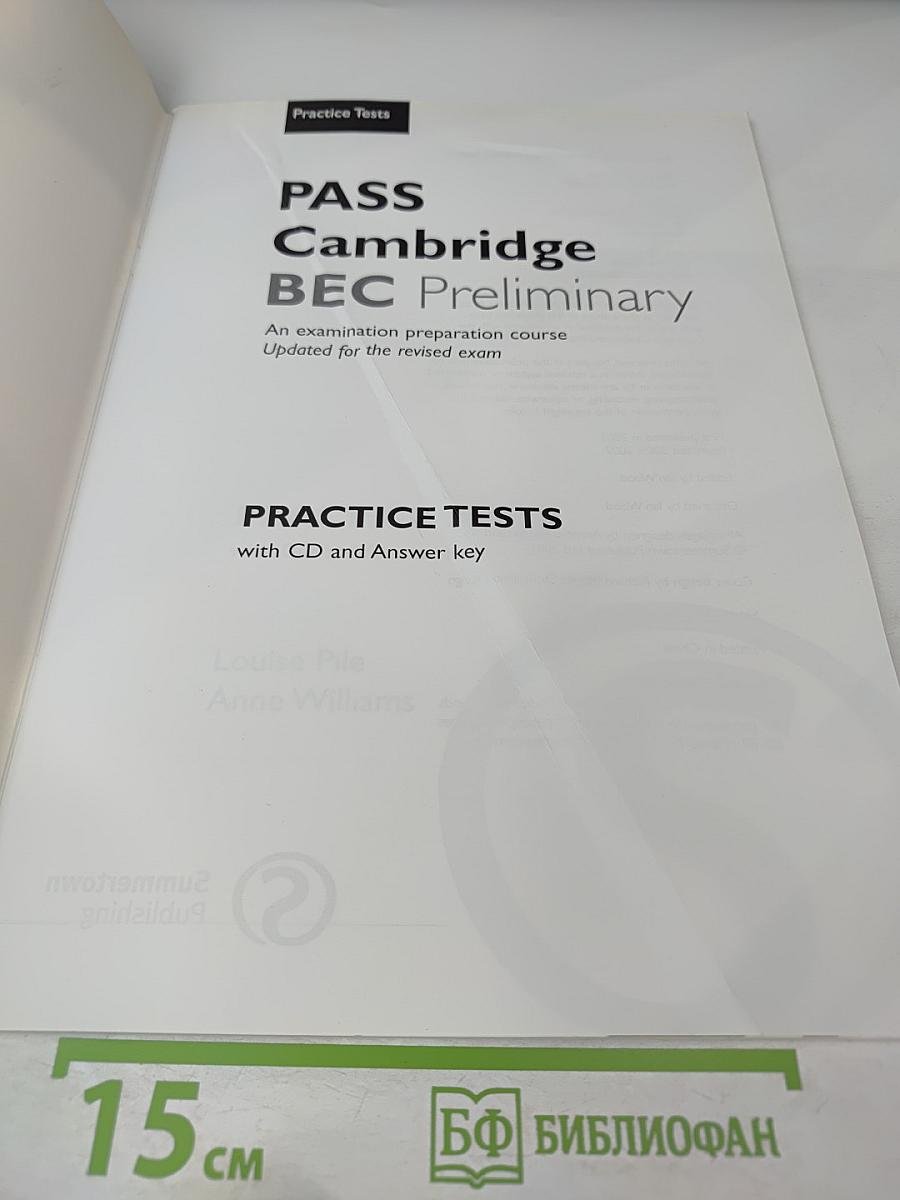 Practice Tests
PASS
Cambridge
BEC Preliminary
An examination preparation course
Updated for the revised exam
PRACTICE TESTS
with CD and Answer key
Louise Pile
Anne Williams
Summertown
Publishing
15 см
БФ БИБЛИОФАН